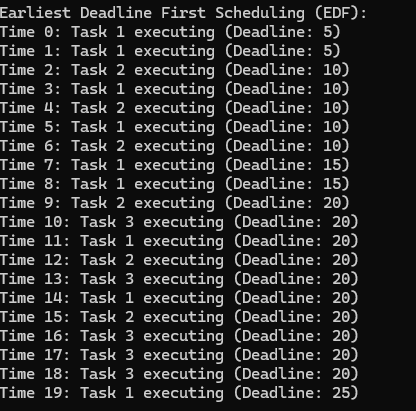 Earliest Deadline First Scheduling (EDF):
Time 0: Task 1 executing (Deadline: 5)
Time 1: Task 1 executing (Deadline: 5)
Time 2: Task 2 executing (Deadline: 10)
Time 3: Task 1 executing (Deadline: 10)
Time 4: Task 2 executing (Deadline: 10)
Time 5: Task 1 executing (Deadline: 10)
Time 6: Task 2 executing (Deadline: 10)
Time 7: Task 1 executing (Deadline: 15)
Time 8: Task 1 executing (Deadline: 15)
Time 9: Task 2 executing (Deadline: 20)
Time 10: Task 3 executing (Deadline: 20)
Time 11: Task 1 executing (Deadline: 20)
Time 12: Task 2 executing (Deadline: 20)
Time 13: Task 3 executing (Deadline: 20)
Time 14: Task 1 executing (Deadline: 20)
Time 15: Task 2 executing (Deadline: 20)
Time 16: Task 3 executing (Deadline: 20)
Time 17: Task 3 executing (Deadline: 20)
Time 18: Task 3 executing (Deadline: 20)
Time 19: Task 1 executing (Deadline: 25)